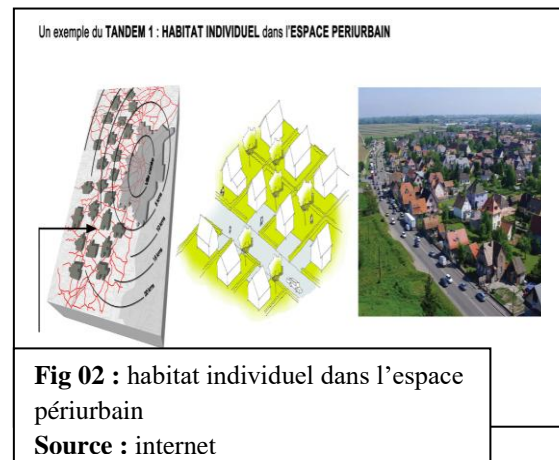 Un exemple du TANDEM 1 : HABITAT INDIVIDUEL dans l'ESPACE PERIURBAIN
Fig 02 : habitat individuel dans l'espace
périurbain
Source : internet